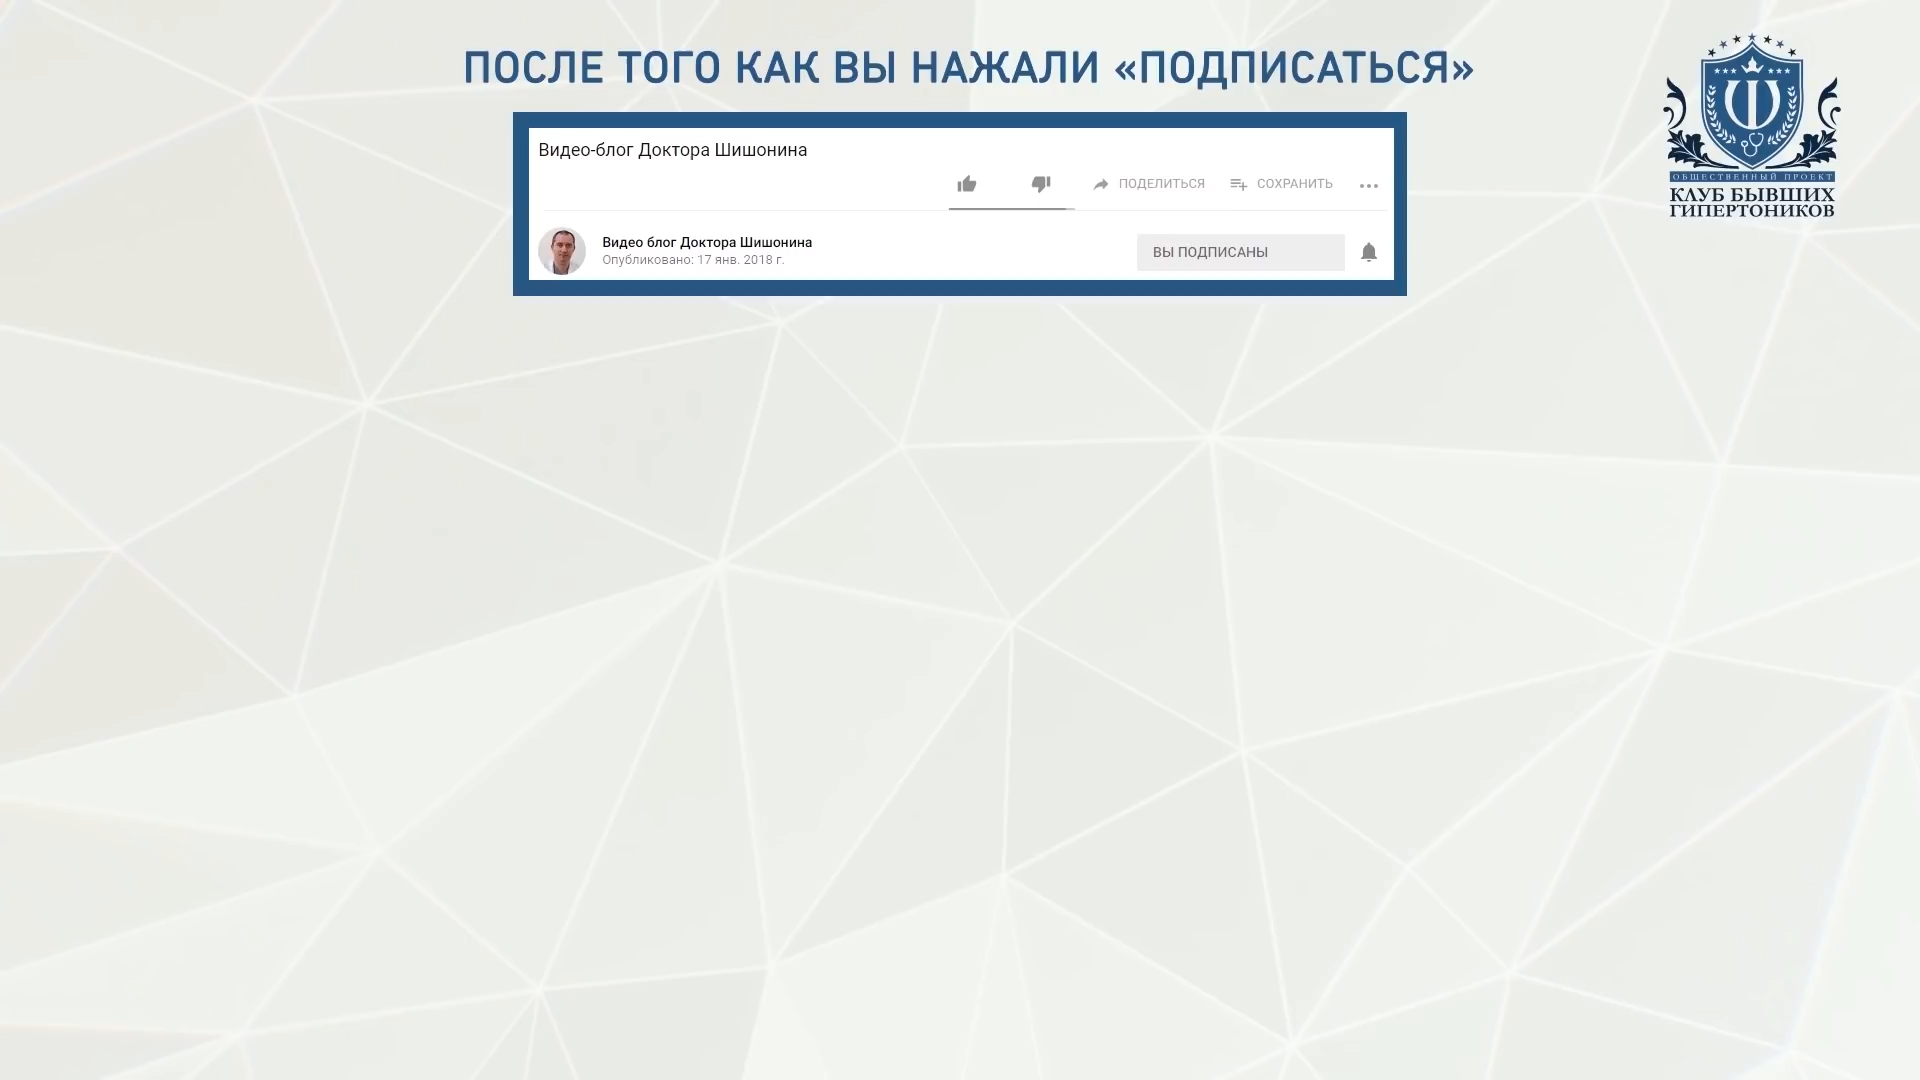 ПОСЛЕ ТОГО КАК ВЫ НАЖАЛИ «ПОДПИСАТЬСЯ»
Видео-блог Доктора Шишонина
ПОДЕЛИТЬСЯ СОХРАНИТЬ
Видео блог Доктора Шишонина
Опубликовано: 17 янв. 2018 г.
ВЫ ПОДПИСАНЫ
ОБЩЕСТВЕННЫЙ ПРОЕКТ
КЛУБ БЫВШИХ
ГИПЕРТОНИКОВ